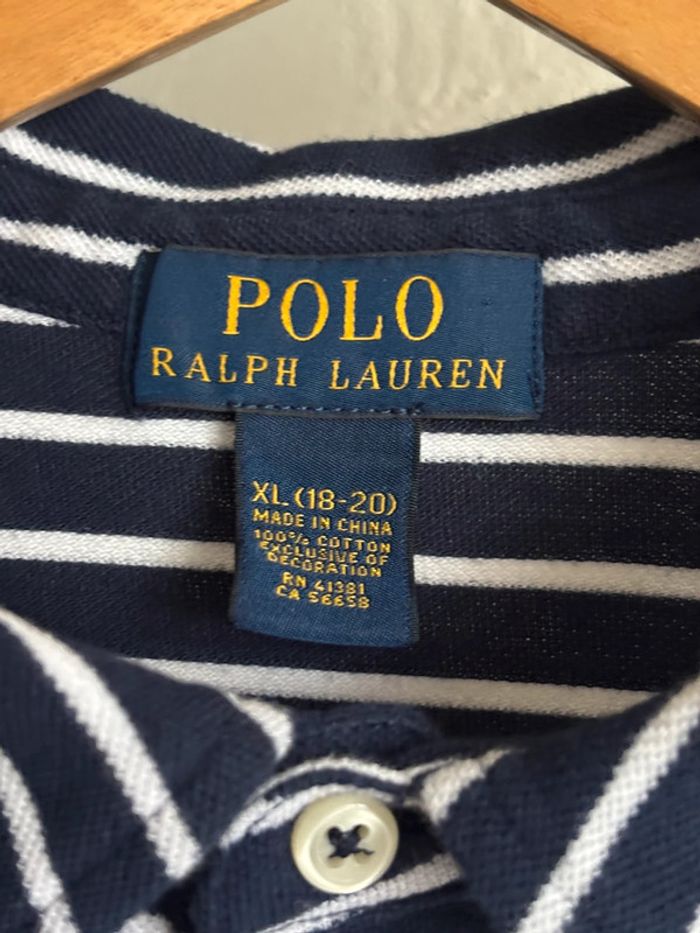 POLO
RALPH LAUREN
XL (18-20)
MADE IN CHINA
100% COTTON
EXCLUSIVE OF
DECORATION
RN 41381
CA 56658